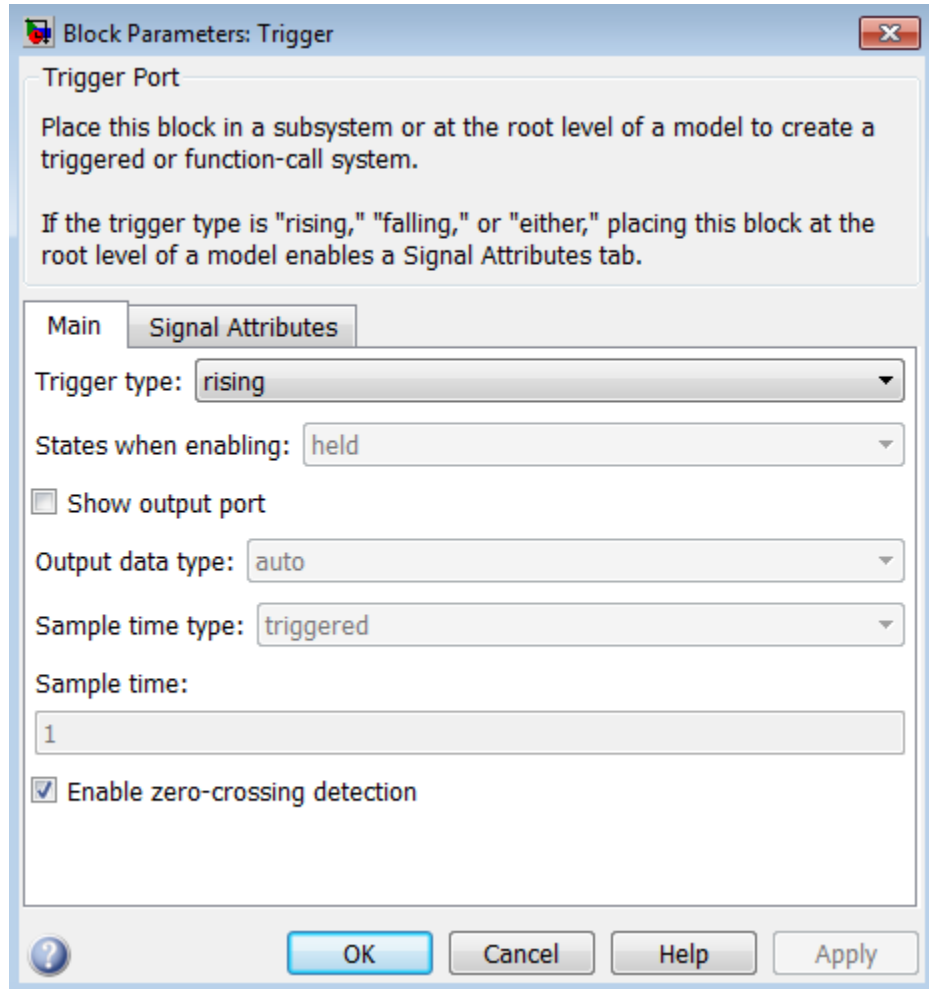 Block Parameters: Trigger
Trigger Port
Place this block in a subsystem or at the root level of a model to create a
triggered or function-call system.
If the trigger type is "rising," "falling," or "either," placing this block at the
root level of a model enables a Signal Attributes tab.
Main Signal Attributes
Trigger type: rising
States when enabling: held
Show output port
Output data type: auto
Sample time type: triggered
Sample time:
1
Enable zero-crossing detection
? OK Cancel Help Apply